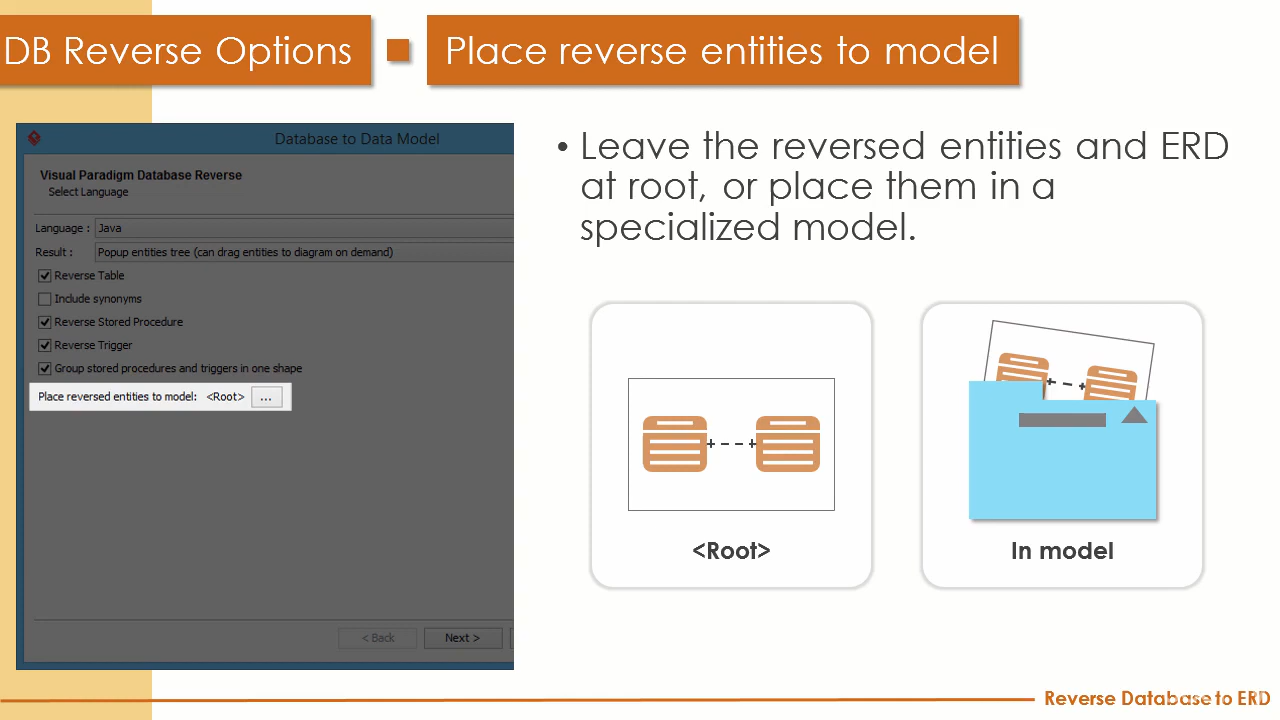 DB Reverse Options
Place reverse entities to model
Database to Data Model
Visual Paradigm Database Reverse
Select Language
Language : Java
Result : Popup entities tree (can drag entities to diagram on demand)
Reverse Table
Include synonyms
Reverse Stored Procedure
Reverse Trigger
Group stored procedures and triggers in one shape
Place reversed entities to model: <Root> ...
< Back Next >
• Leave the reversed entities and ERD
at root, or place them in a
specialized model.
<Root>
In model
Reverse Database to ERD